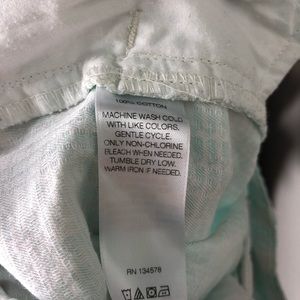 100% COTTON
MACHINE WASH COLD
WITH LIKE COLORS,
GENTLE CYCLE.
ONLY NON-CHLORINE
BLEACH WHEN NEEDED.
TUMBLE DRY LOW.
WARM IRON IF NEEDED.
RN 134578